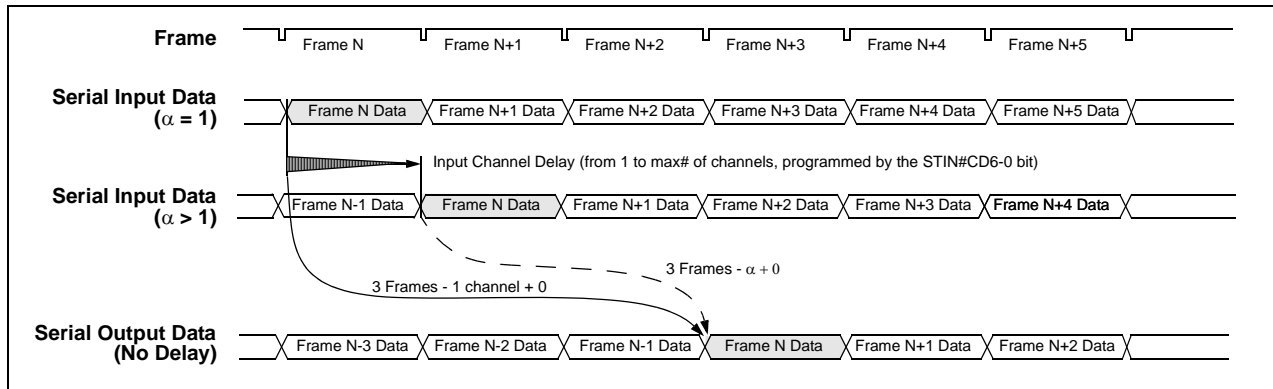 Frame
Frame N Frame N+1 Frame N+2 Frame N+3 Frame N+4 Frame N+5
Serial Input Data
(α = 1)
Frame N Data Frame N+1 Data Frame N+2 Data Frame N+3 Data Frame N+4 Data Frame N+5 Data
Input Channel Delay (from 1 to max# of channels, programmed by the STIN#CD6-0 bit)
Serial Input Data
(α > 1)
Frame N-1 Data Frame N Data Frame N+1 Data Frame N+2 Data Frame N+3 Data Frame N+4 Data
3 Frames - α + 0
3 Frames - 1 channel + 0
Serial Output Data
(No Delay)
Frame N-3 Data Frame N-2 Data Frame N-1 Data Frame N Data Frame N+1 Data Frame N+2 Data